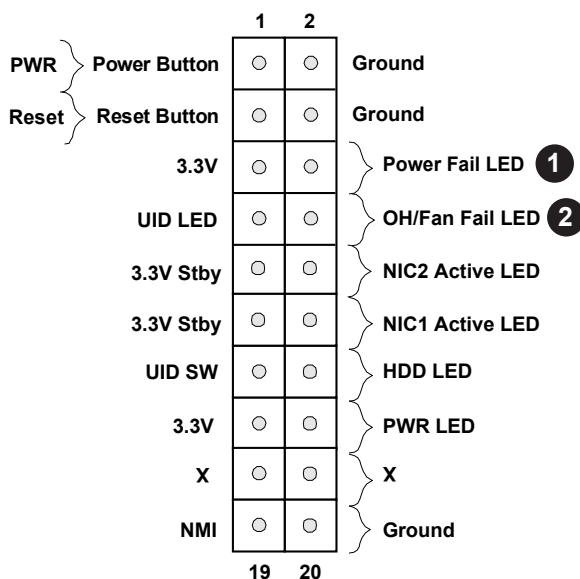 1 2
PWR Power Button Ground
Reset Reset Button Ground
3.3V Power Fail LED 1
UID LED OH/Fan Fail LED 2
3.3V Stby NIC2 Active LED
3.3V Stby NIC1 Active LED
UID SW HDD LED
3.3V PWR LED
X X
NMI Ground
19 20